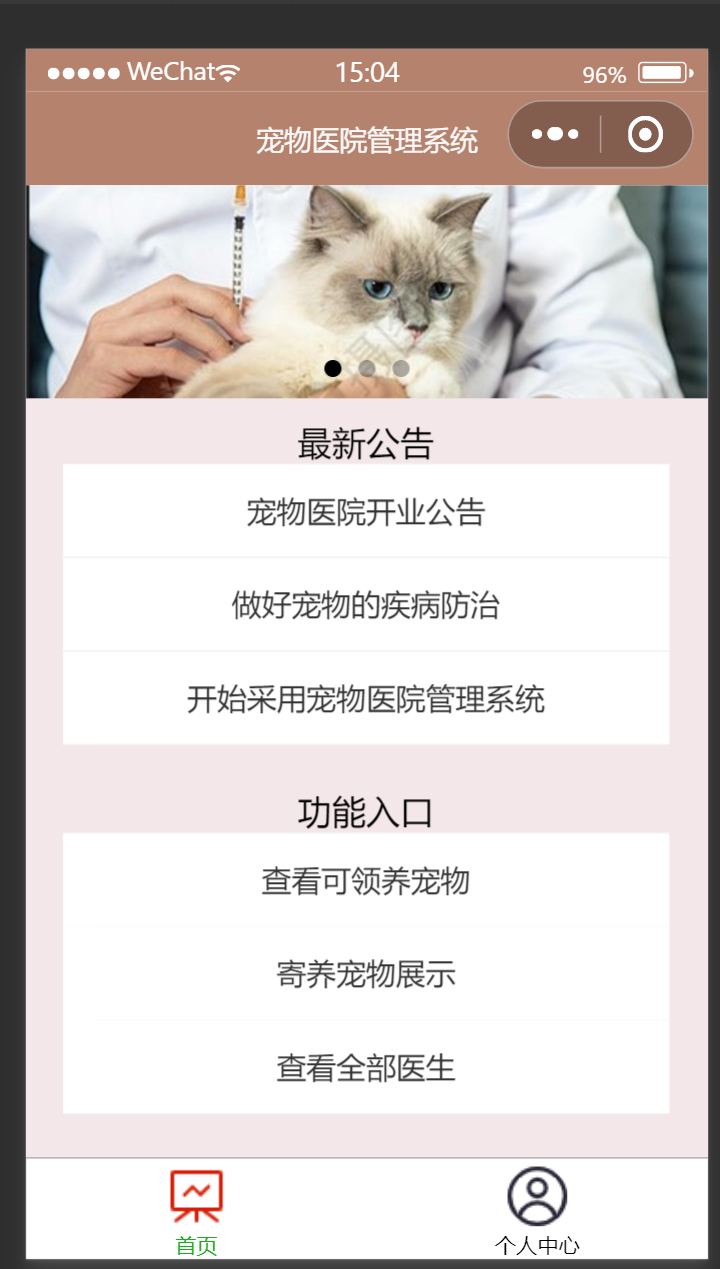 WeChat
15:04
96%
宠物医院管理系统
最新公告
宠物医院开业公告
做好宠物的疾病防治
开始采用宠物医院管理系统
功能入口
查看可领养宠物
寄养宠物展示
查看全部医生
首页
个人中心